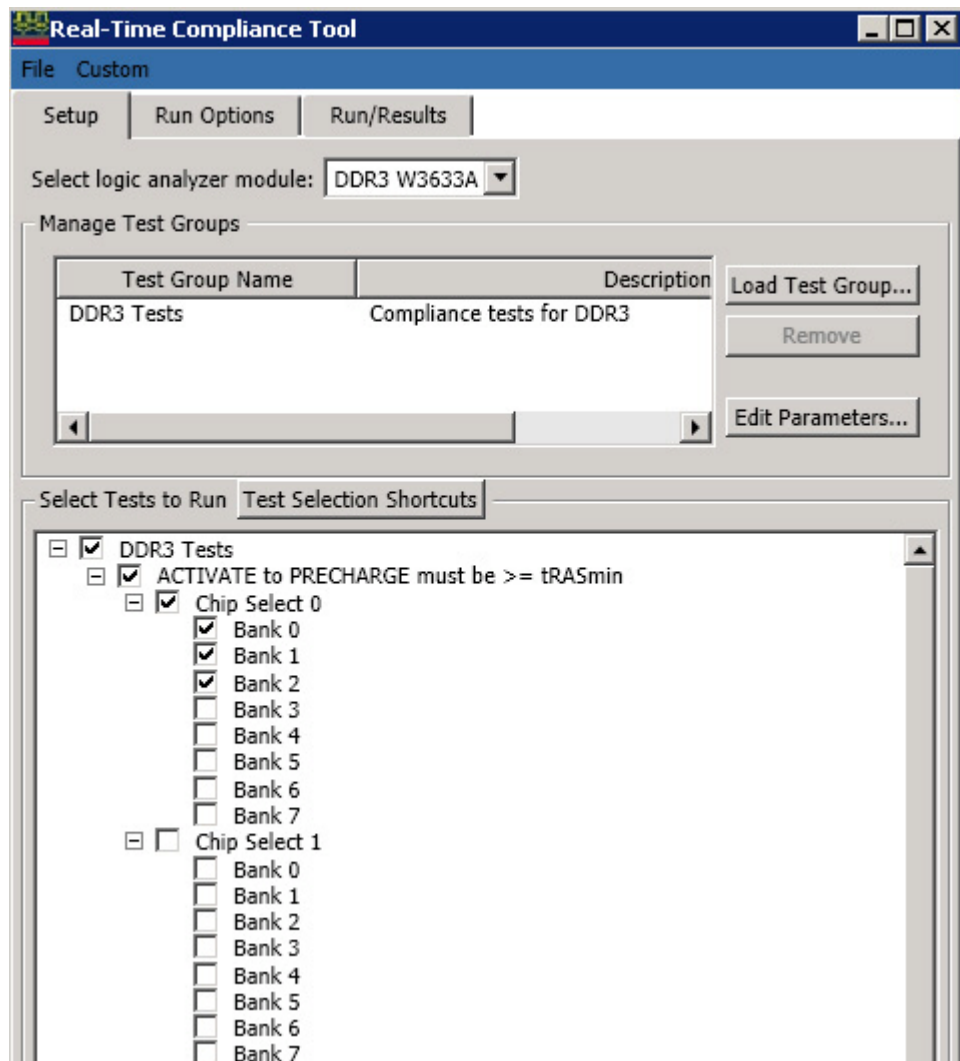 Real-Time Compliance Tool
File Custom
Setup Run Options Run/Results
Select logic analyzer module: DDR3 W3633A
Manage Test Groups
Test Group Name Description
DDR3 Tests Compliance tests for DDR3
Load Test Group...
Remove
Edit Parameters...
Select Tests to Run Test Selection Shortcuts
DDR3 Tests
ACTIVATE to PRECHARGE must be >= tRASmin
Chip Select 0
Bank 0
Bank 1
Bank 2
Bank 3
Bank 4
Bank 5
Bank 6
Bank 7
Chip Select 1
Bank 0
Bank 1
Bank 2
Bank 3
Bank 4
Bank 5
Bank 6
Bank 7